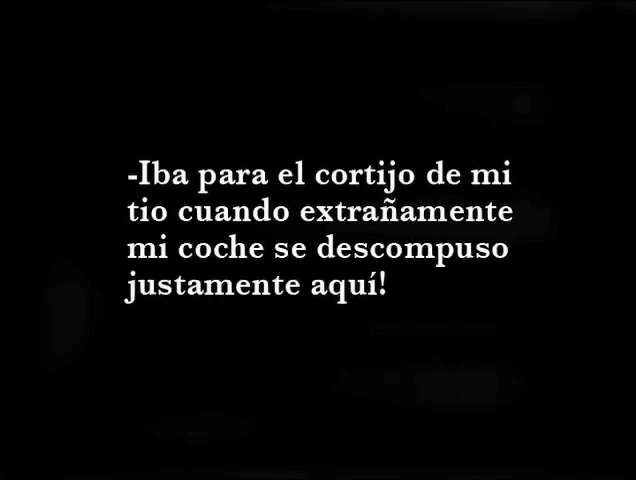 -Iba para el cortijo de mi
tio cuando extrañamente
mi coche se descompuso
justamente aquí!